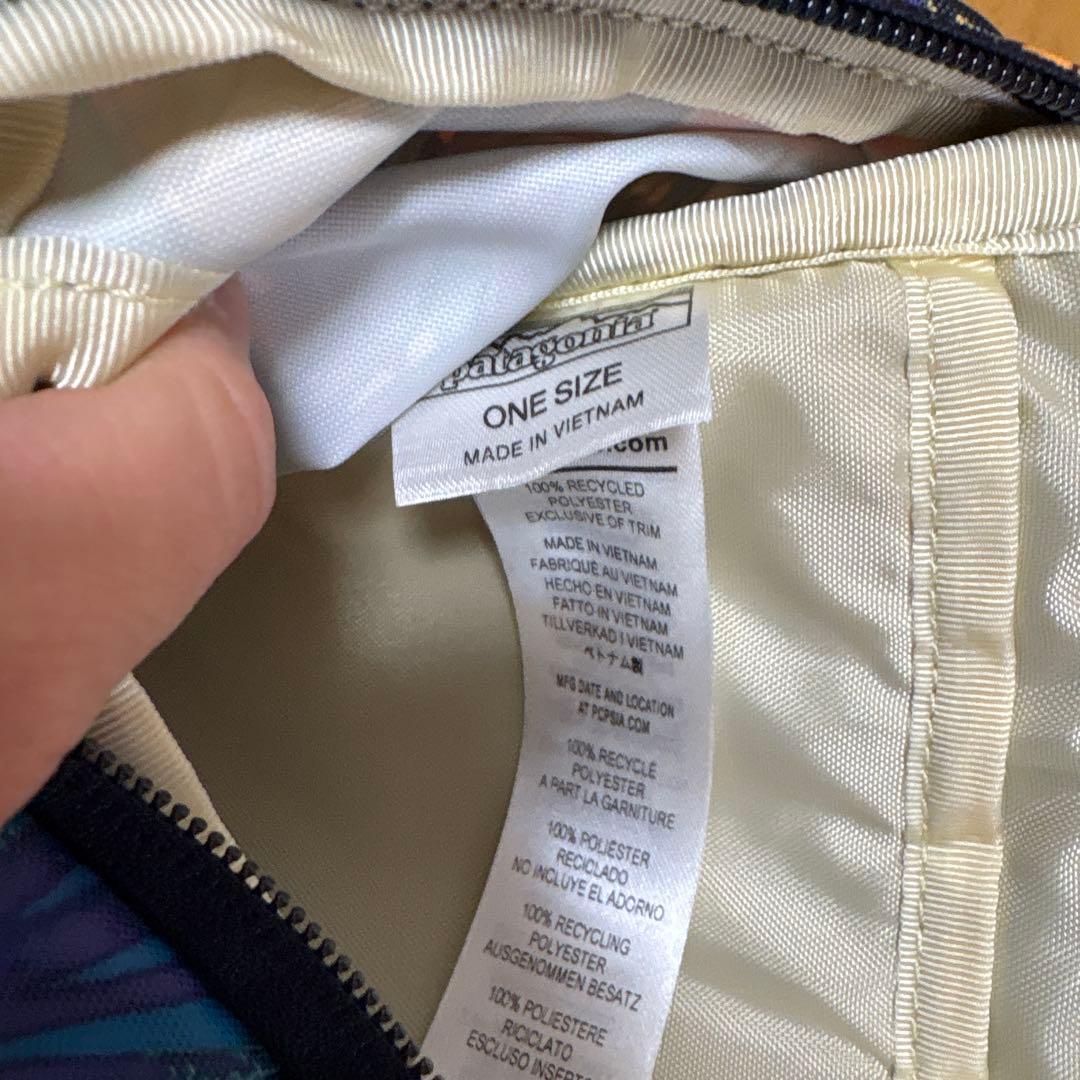 patagonia
ONE SIZE
MADE IN VIETNAM
.com
100% RECYCLED
POLYESTER
EXCLUSIVE OF TRIM
MADE IN VIETNAM
FABRIQUÉ AU VIETNAM
HECHO EN VIETNAM
FATTO IN VIETNAM
TILLVERKAD I VIETNAM
ベトナム製
MFG DATE AND LOCATION
AT PCPSIA.COM
100% RECYCLÉ
POLYESTER
A PART LA GARNITURE
100% POLIÉSTER
RECICLADO
NO INCLUYE EL ADORNO
100% RECYCLING
POLYESTER
AUSGENOMMEN BESATZ
100% POLIESTERE
RICICLATO
ESCLUSO INSERT